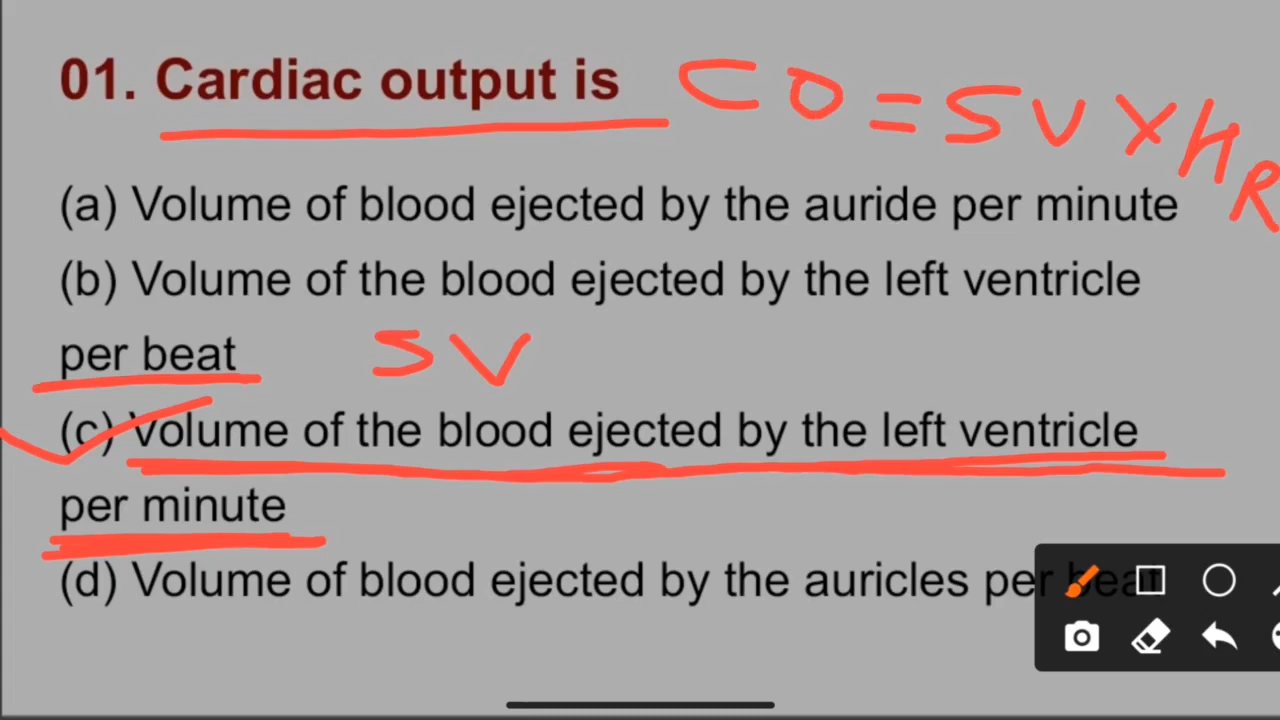 01. Cardiac output is CO = SV X HR
(a) Volume of blood ejected by the auride per minute
(b) Volume of the blood ejected by the left ventricle
per beat SV
(c) Volume of the blood ejected by the left ventricle
per minute
(d) Volume of blood ejected by the auricles per beat